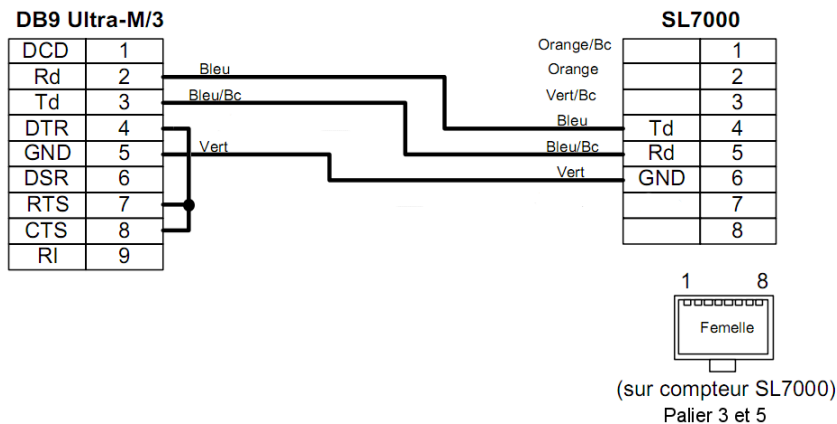 DB9 Ultra-M/3
SL7000
DCD 1
Rd 2
Td 3
DTR 4
GND 5
DSR 6
RTS 7
CTS 8
RI 9
Bleu
Bleu/Bc
Vert
Orange/Bc 1
Orange 2
Vert/Bc 3
Bleu Td 4
Bleu/Bc Rd 5
Vert GND 6
7
8
1 8
Femelle
(sur compteur SL7000)
Palier 3 et 5